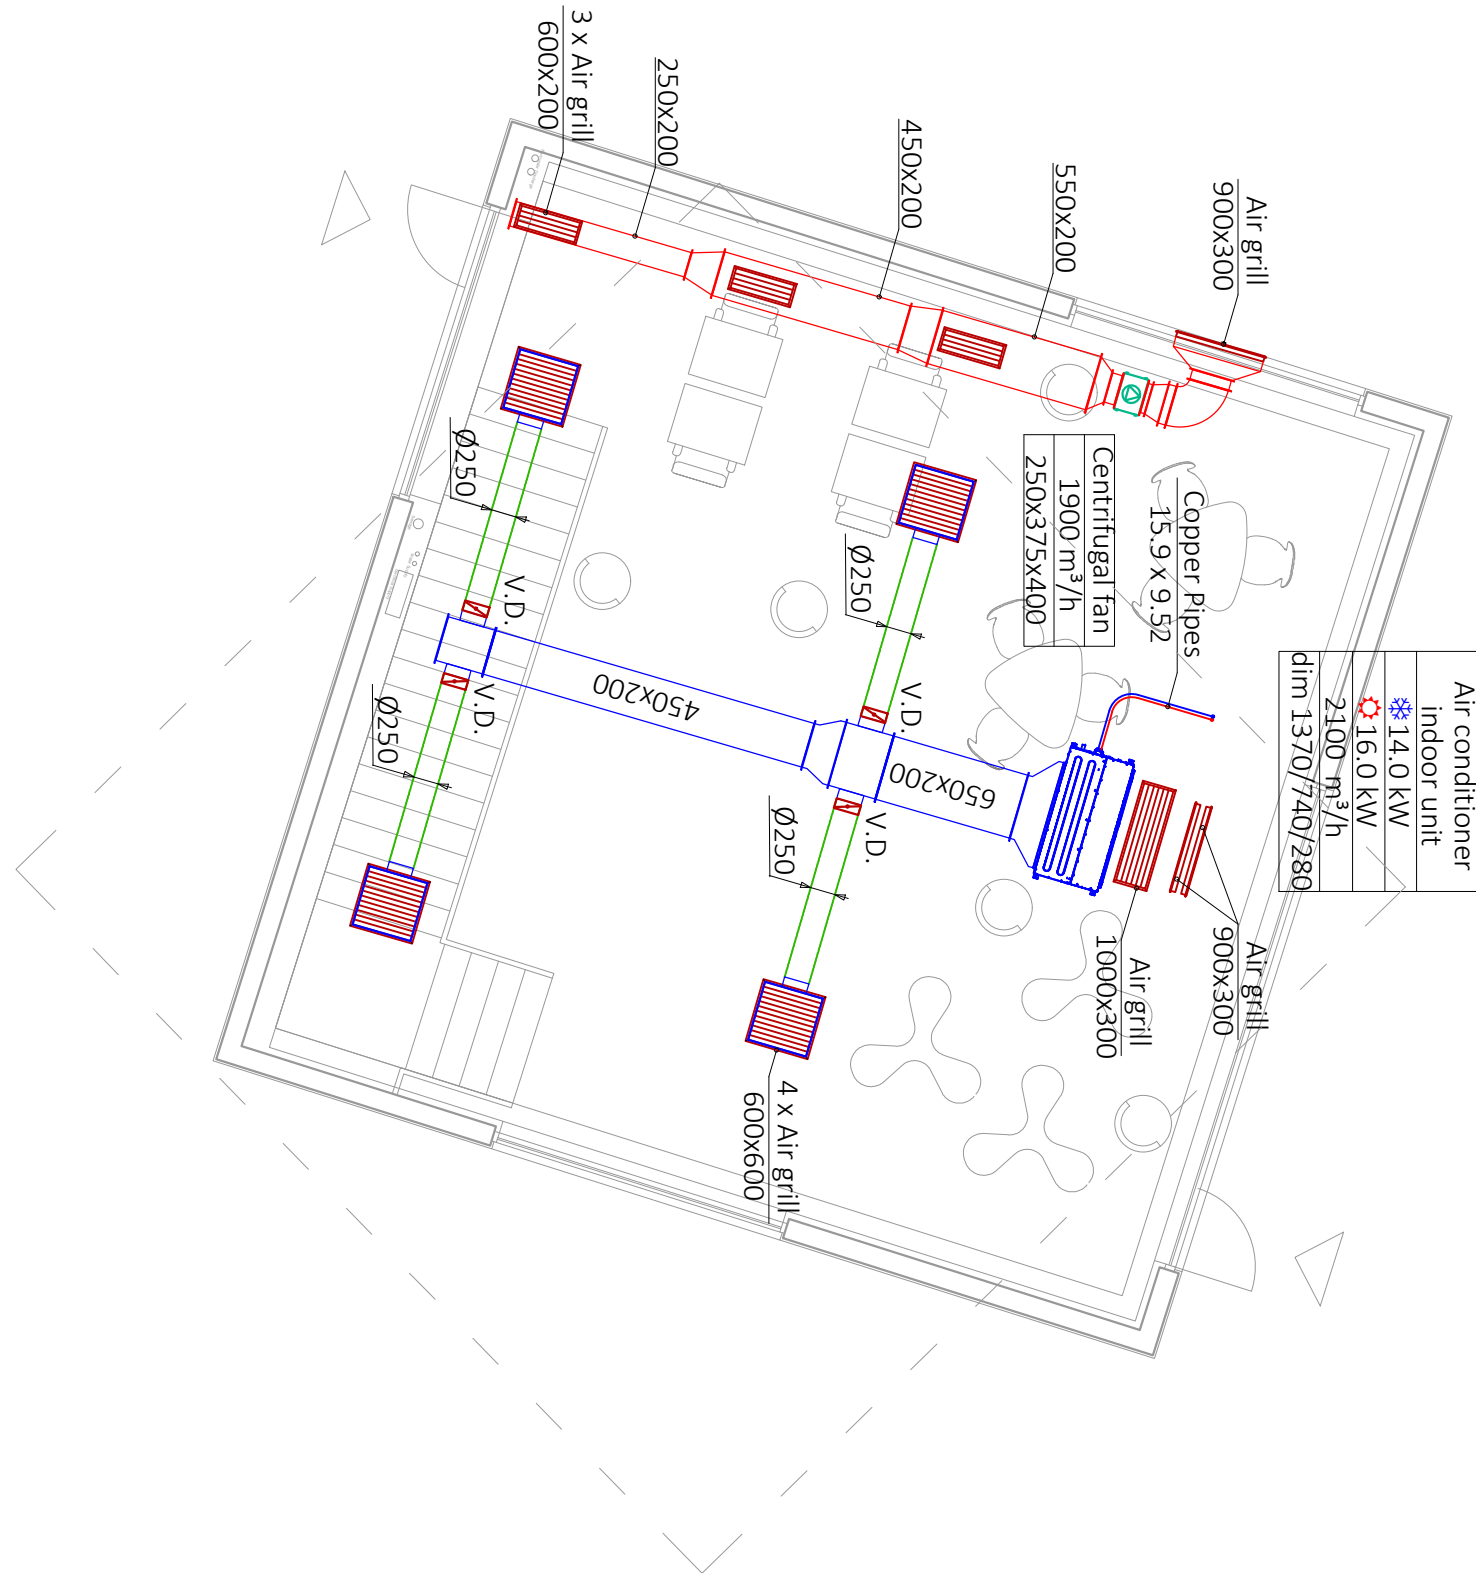 3 x Air grill
600x200
250x200
450x200
550x200
Air grill
900x300
Centrifugal fan
1900 m³/h
250x375x400
Copper Pipes
15.9 x 9.52
Air conditioner
indoor unit
14.0 kW
16.0 kW
2100 m³/h
dim 1370/740/280
Ø250
V.D.
Ø250
V.D.
450x200
650x200
V.D.
Ø250
V.D.
Ø250
Air grill
900x300
Air grill
1000x300
4 x Air grill
600x600